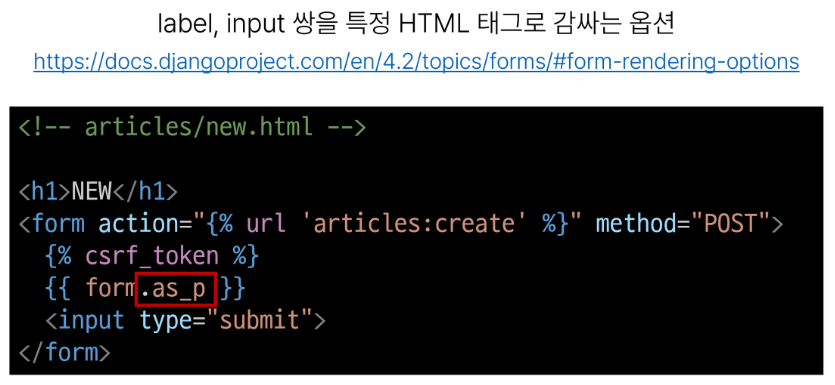 label, input 쌍을 특정 HTML 태그로 감싸는 옵션
https://docs.djangoproject.com/en/4.2/topics/forms/#form-rendering-options
<!-- articles/new.html -->
<h1>NEW</h1>
<form action="{% url 'articles:create' %}" method="POST">
{% csrf_token %}
{{ form.as_p }}
<input type="submit">
</form>